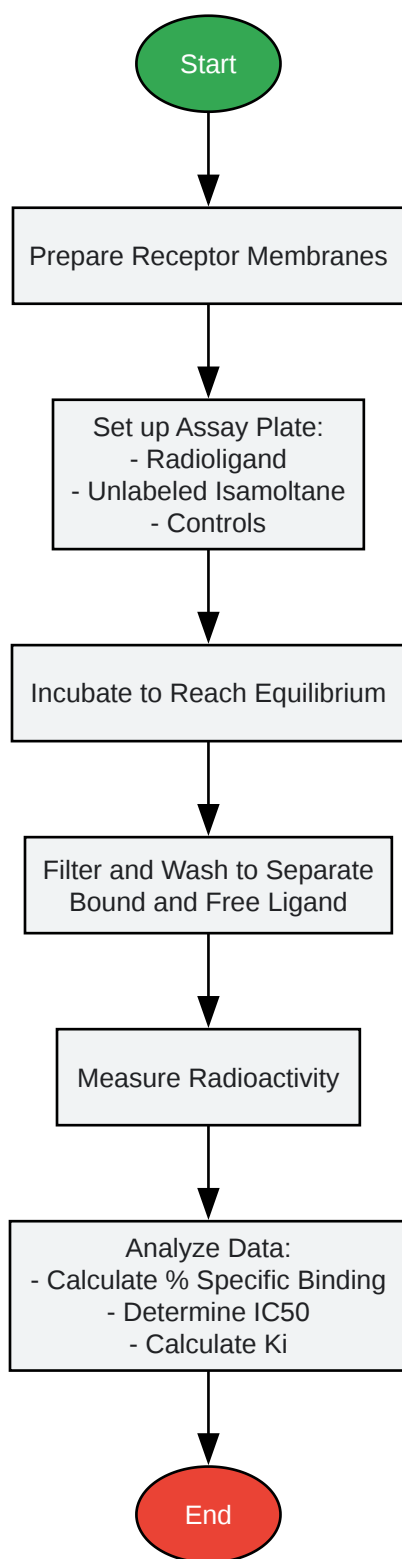 Start
Prepare Receptor Membranes
Set up Assay Plate:
- Radioligand
- Unlabeled Isamoltane
- Controls
Incubate to Reach Equilibrium
Filter and Wash to Separate
Bound and Free Ligand
Measure Radioactivity
Analyze Data:
- Calculate % Specific Binding
- Determine IC50
- Calculate Ki
End